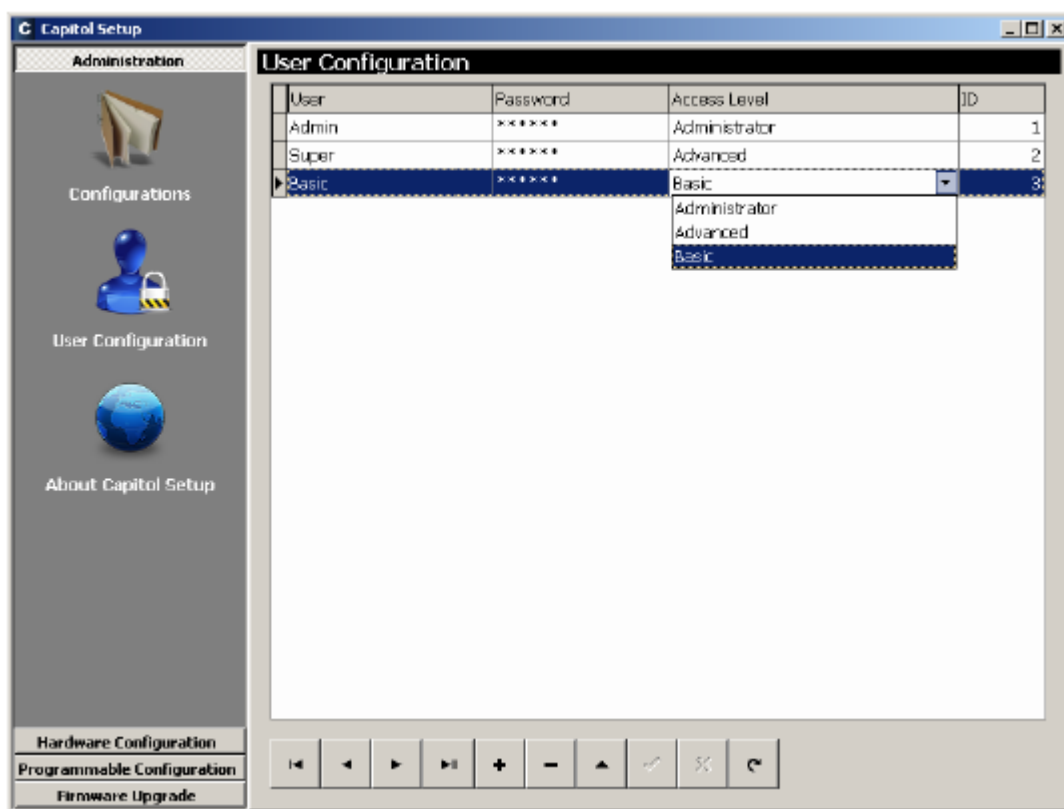 Capitol Setup
Administration
User Configuration
User Password Access Level ID
Admin ****** Administrator 1
Super ****** Advanced 2
Basic ****** Basic 3
Administrator
Advanced
Basic
Configurations
User Configuration
About Capitol Setup
Hardware Configuration
Programmable Configuration
Firmware Upgrade